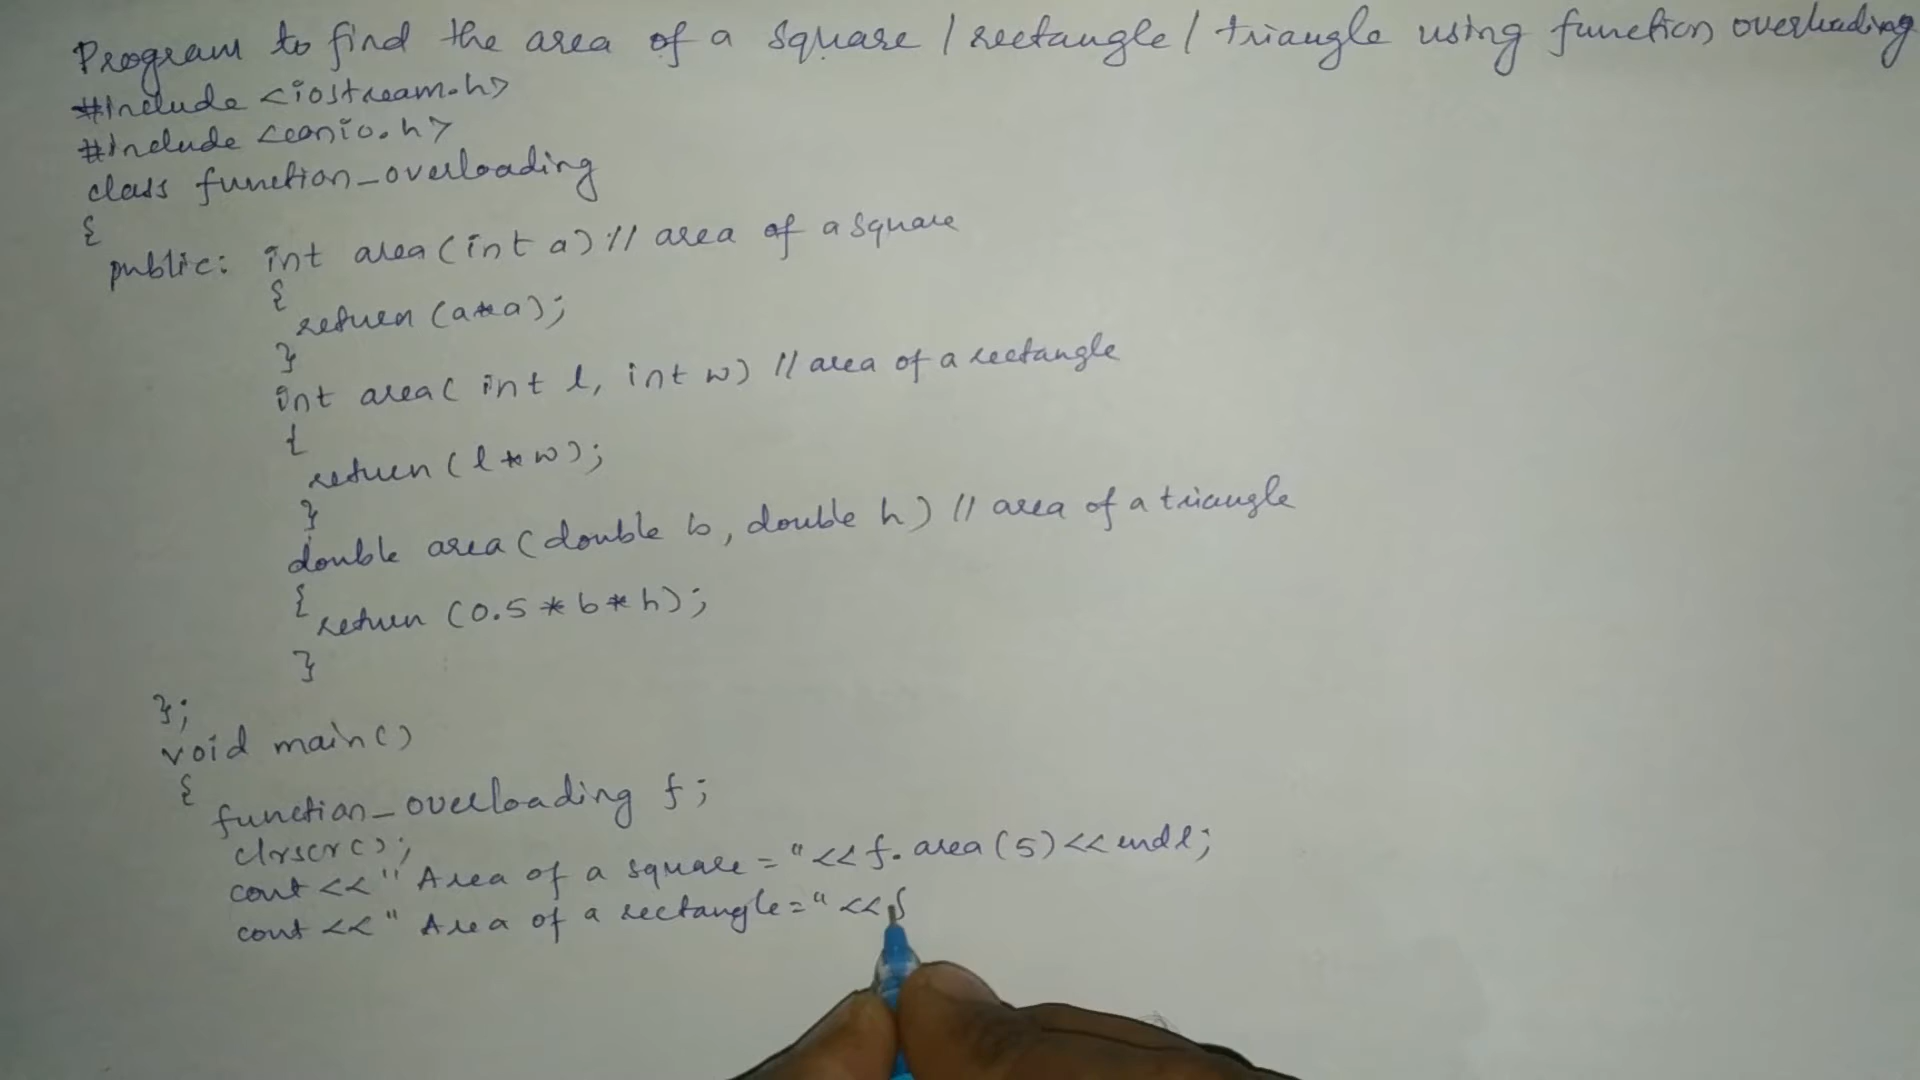 Program to find the area of a square / rectangle / triangle using function overloading
#include <iostream.h>
#include <conio.h>
class function_overloading
{
public: int area(int a) // area of a square
{
return (a*a);
}
int area( int l, int w) // area of a rectangle
{
return (l*w);
}
double area (double b, double h) // area of a triangle
{
return (0.5*b*h);
}
};
void main()
{
function_overloading f;
clrscr();
cout <<" Area of a square = "<< f. area (5) << endl;
cout <<" Area of a rectangle = " << f